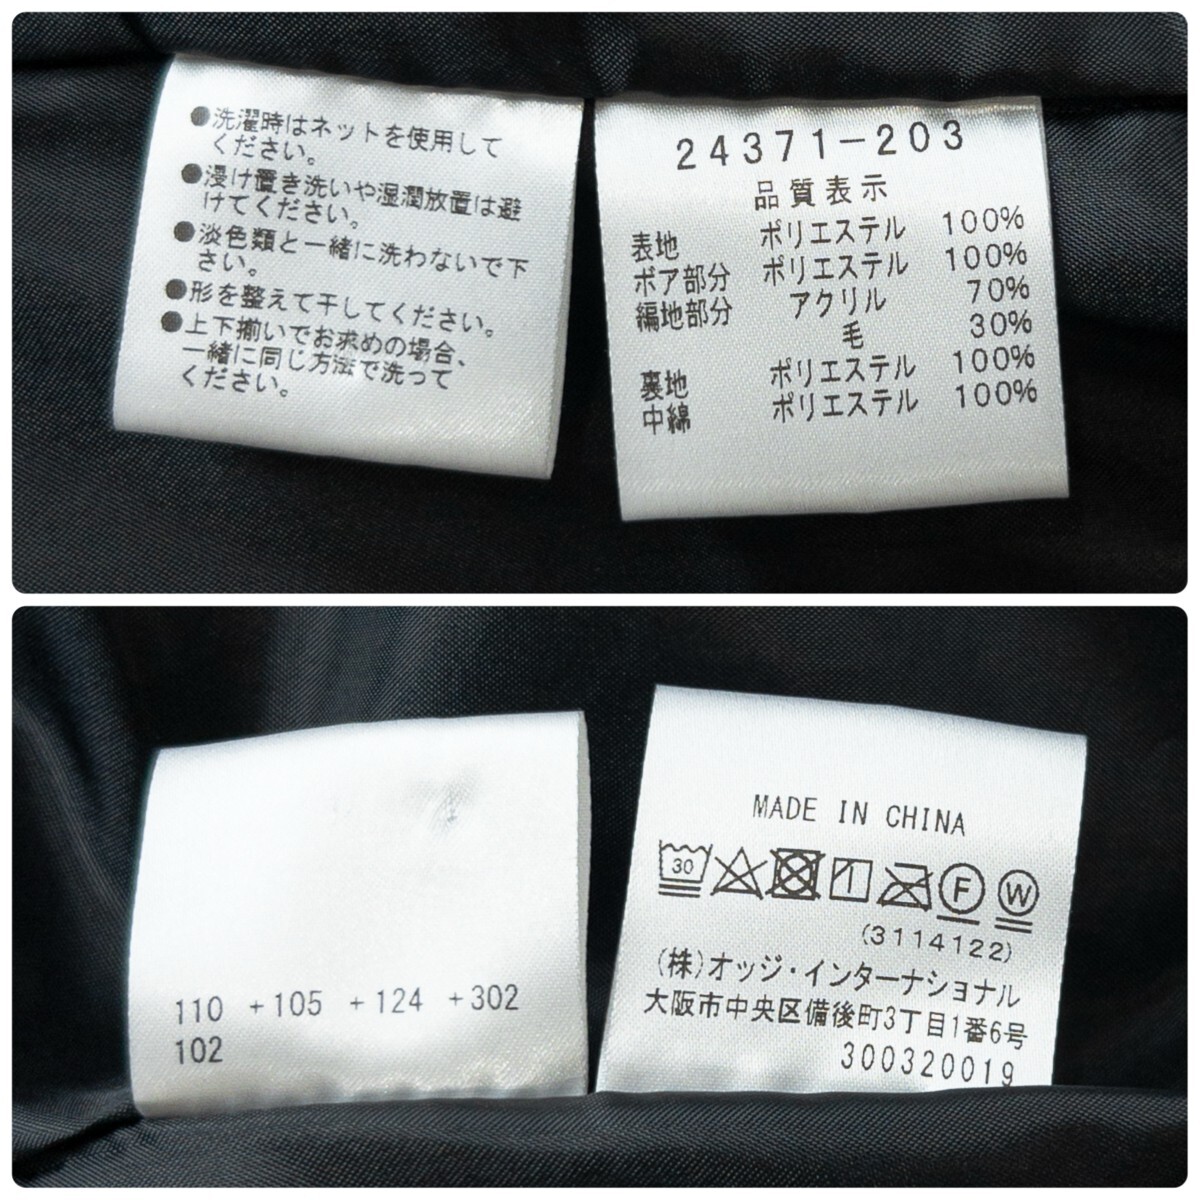 ●洗濯時はネットを使用して
ください。
●浸け置き洗いや湿潤放置は避
けてください。
●淡色類と一緒に洗わないで下
さい。
●形を整えて干してください。
●上下揃いでお求めの場合、
一緒に同じ方法で洗って
ください。
24371-203
品質表示
表地 ポリエステル 100%
ボア部分 ポリエステル 100%
編地部分 アクリル 70%
毛 30%
裏地 ポリエステル 100%
中綿 ポリエステル 100%
110 +105 +124 +302
102
MADE IN CHINA
30 F W
(3114122)
(株)オッジ・インターナショナル
大阪市中央区備後町3丁目1番6号
300320019